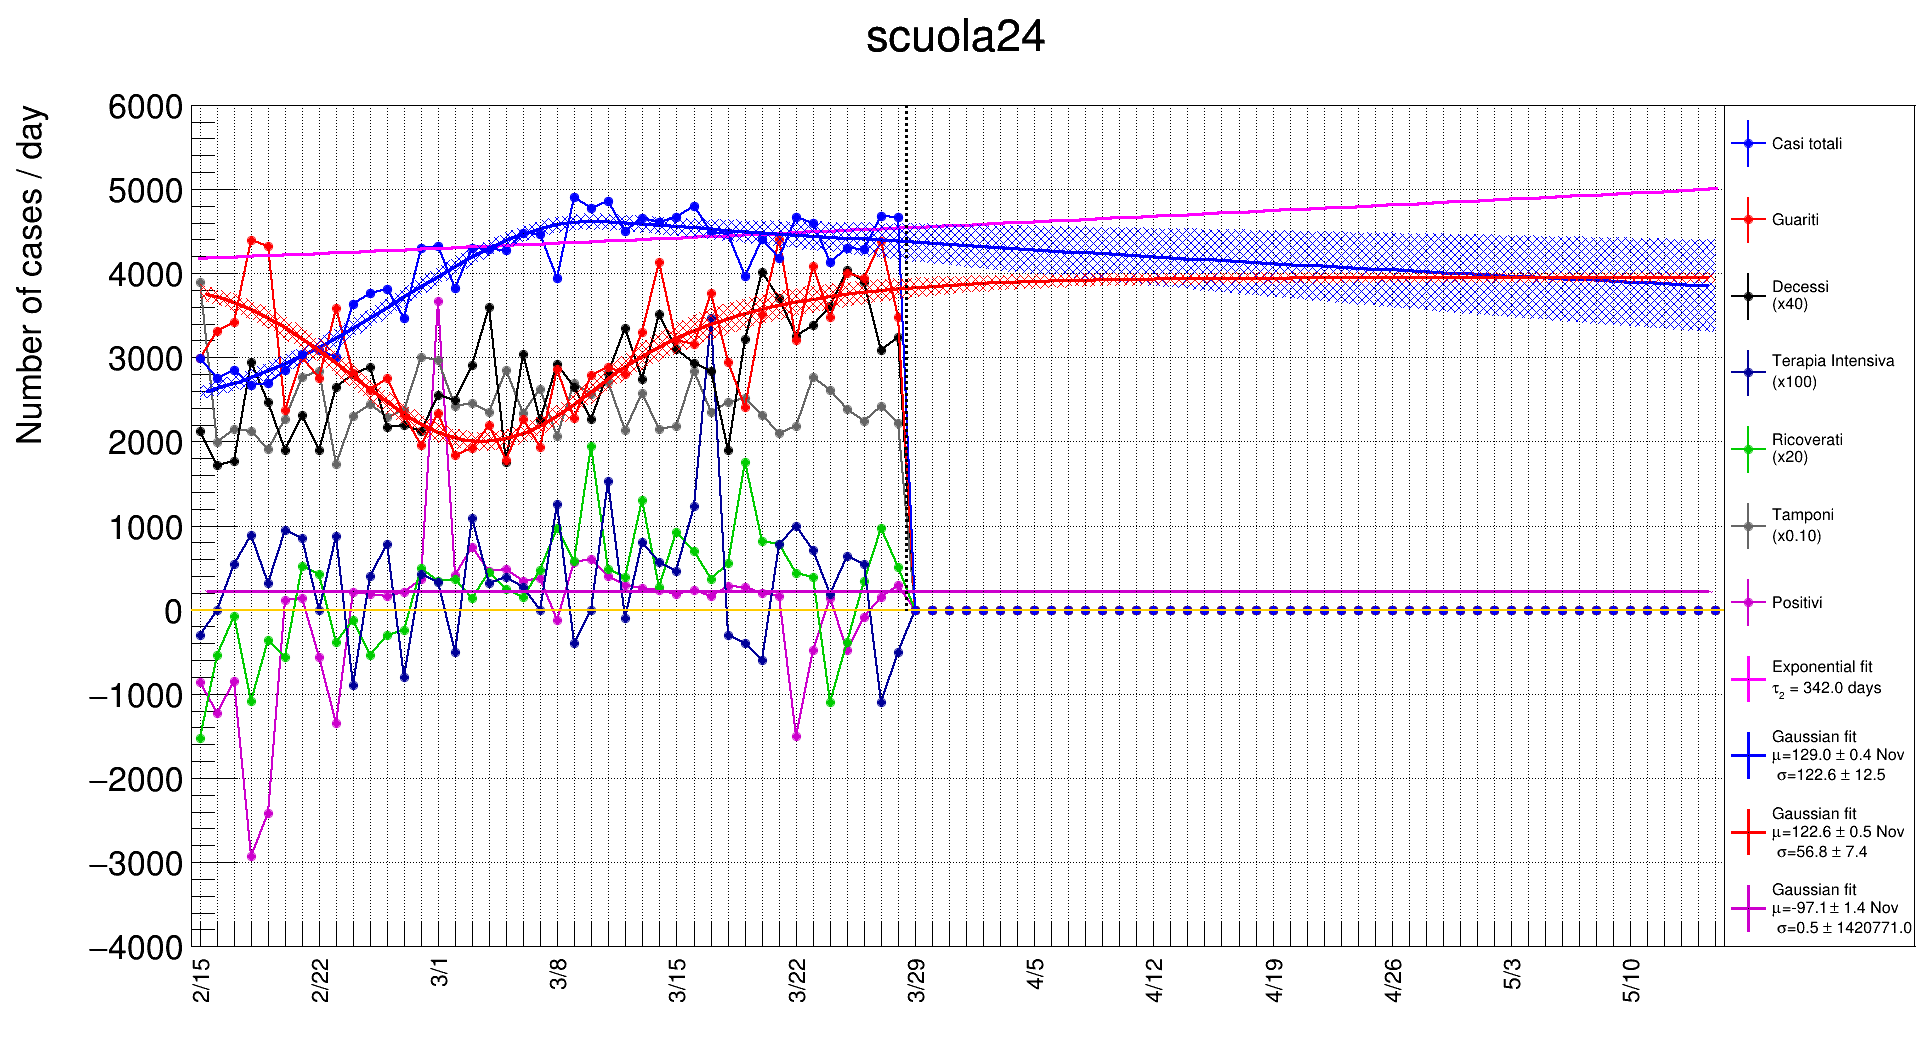 scuola24
Number of cases / day
6000
5000
4000
3000
2000
1000
0
−1000
−2000
−3000
−4000
2/15
2/22
3/1
3/8
3/15
3/22
3/29
4/5
4/12
4/19
4/26
5/3
5/10
Casi totali
Guariti
Decessi
(x40)
Terapia Intensiva
(x100)
Ricoverati
(x20)
Tamponi
(x0.10)
Positivi
Exponential fit
τ2 = 342.0 days
Gaussian fit
μ=129.0 ± 0.4 Nov
σ=122.6 ± 12.5
Gaussian fit
μ=122.6 ± 0.5 Nov
σ=56.8 ± 7.4
Gaussian fit
μ=-97.1 ± 1.4 Nov
σ=0.5 ± 1420771.0